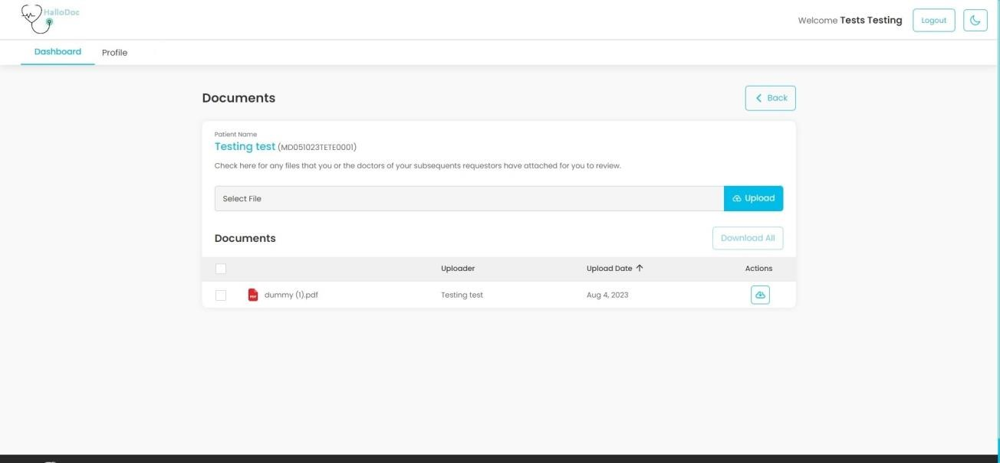 HalloDoc
Welcome Tests Testing
Logout
Dashboard
Profile
Documents
Back
Patient Name
Testing test (MD051023TETE0001)
Check here for any files that you or the doctors of your subsequents requestors have attached for you to review.
Select File
Upload
Documents
Download All
Uploader
Upload Date
Actions
PDF
dummy (1).pdf
Testing test
Aug 4, 2023